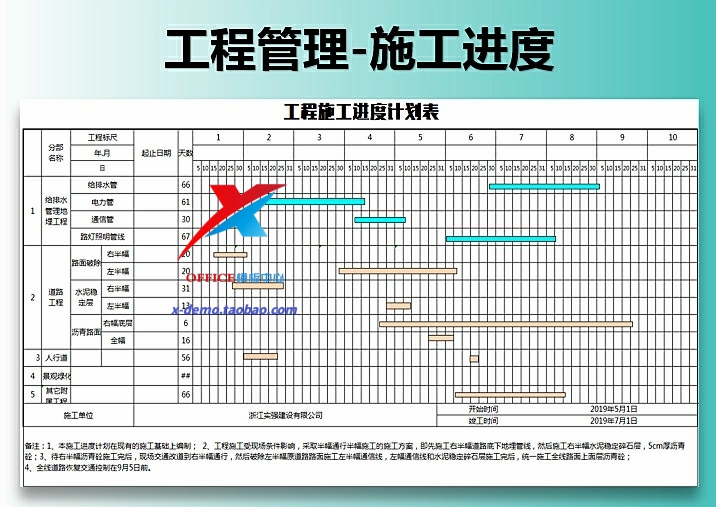 工程管理-施工进度
工程施工进度计划表
分部名称 工程标尺 起止日期 天数 1 2 3 4 5 6 7 8 9 10
年.月
日 5 10 15 20 25 31 5 10 15 20 25 31 5 10 15 20 25 31 5 10 15 20 25 31 5 10 15 20 25 31 5 10 15 20 25 31 5 10 15 20 25 31 5 10 15 20 25 31 5 10 15 20 25 31 5 10 15 20 25 31
1 给排水管理地埋工程 给排水管 66
电力管 61
通信管 30
路灯照明管线 67
2 道路工程 路面破除 右半幅 20
左半幅 20
OFFICE模板中心
水泥稳定层 右半幅 31
左半幅 13
x-demo.taobao.com
沥青路面 右幅底层 6
全幅 16
3 人行道 56
4 景观绿化 ##
5 其它附属工程 66
施工单位 浙江实强建设有限公司 开始时间 2019年5月1日
竣工时间 2019年7月1日
备注：1、本施工进度计划在现有的施工基础上编制； 2、工程施工受现场条件影响，采取半幅通行半幅施工的施工方案，即先施工右半幅道路底下地埋管线，然后施工右半幅水泥稳定碎石层，5cm厚沥青
砼；3、待右半幅沥青砼施工完后，现场交通改道到右半幅通行，然后破除左半幅原道路路面施工左半幅通信线，左幅通信线和水泥稳定碎石层施工完后，统一施工全线路面上面层沥青砼；
4、全线道路恢复交通控制在9月5日前。